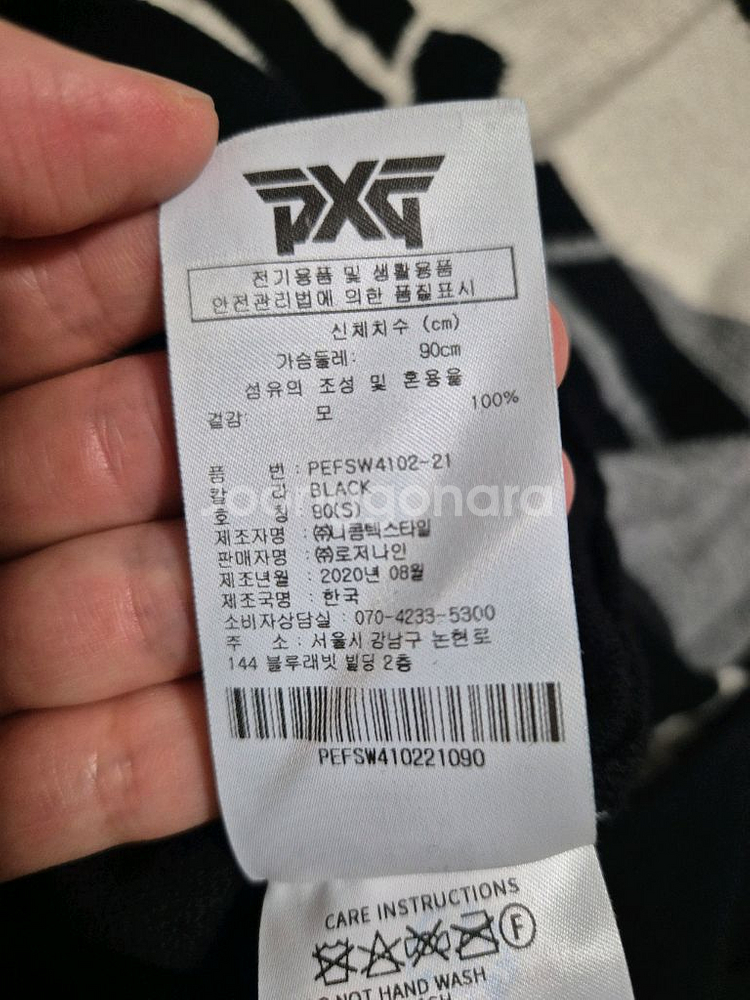 PXG
전기용품 및 생활용품
안전관리법에 의한 품질표시
신체치수 (cm)
가슴둘레: 90cm
섬유의 조성 및 혼용율
겉감: 모 100%
품 번 : PEFSW4102-21
칼 라 : BLACK
호 칭 : 90(S)
제조자명 : ㈜니콤텍스타일
판매자명 : ㈜로저나인
제조년월 : 2020년 08월
제조국명 : 한국
소비자상담실 : 070-4233-5300
주 소 : 서울시 강남구 논현로
144 블루래빗 빌딩 2층
PEFSW410221090
CARE INSTRUCTIONS
F
NOT HAND WASH
joonggonara